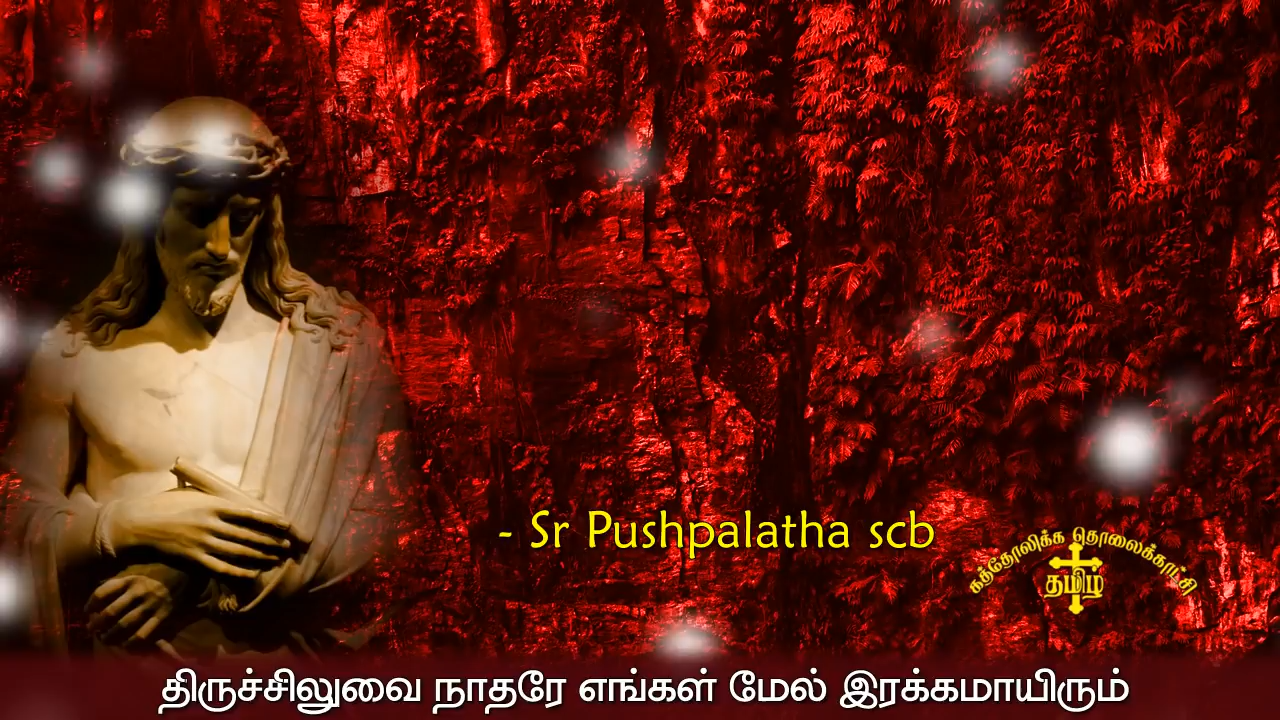 - Sr Pushpalatha scb
கத்தோலிக்க தொலைக்காட்சி
தமிழ்
திருச்சிலுவை நாதரே எங்கள் மேல் இரக்கமாயிரும்